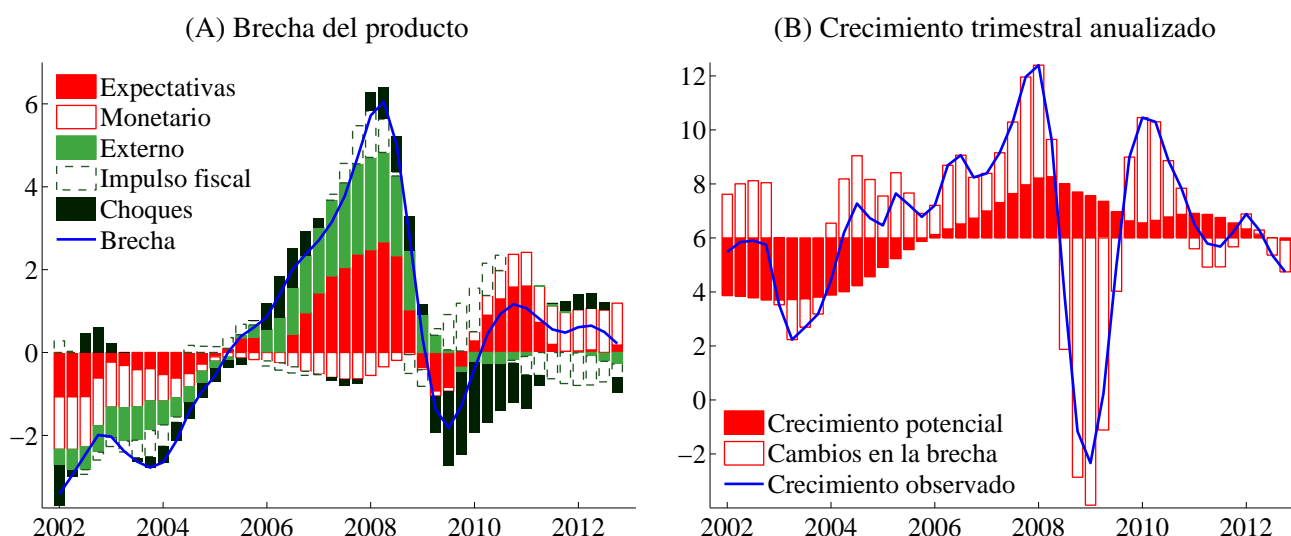 (A) Brecha del producto
6
4
2
0
−2
2002 2004 2006 2008 2010 2012
Expectativas
Monetario
Externo
Impulso fiscal
Choques
Brecha
(B) Crecimiento trimestral anualizado
12
10
8
6
4
2
0
−2
2002 2004 2006 2008 2010 2012
Crecimiento potencial
Cambios en la brecha
Crecimiento observado